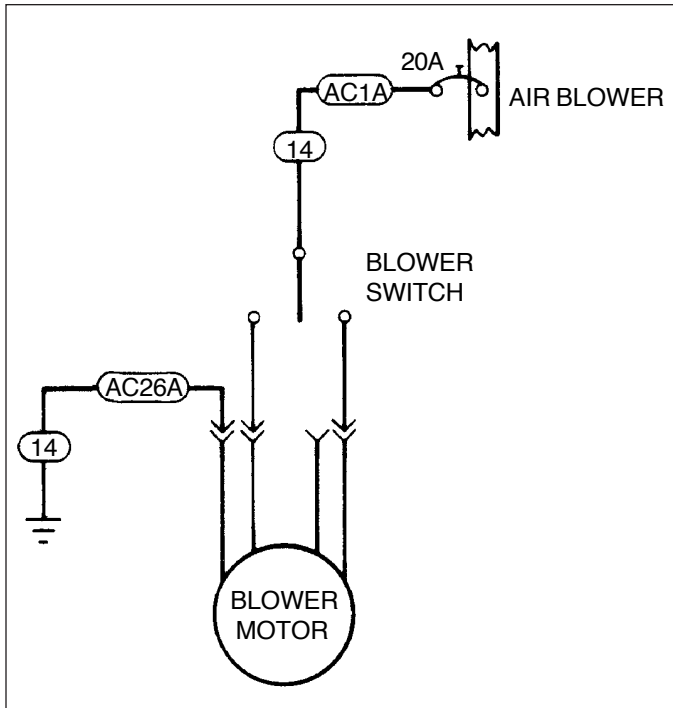 20A
AC1A
AIR BLOWER
14
BLOWER
SWITCH
AC26A
14
BLOWER
MOTOR